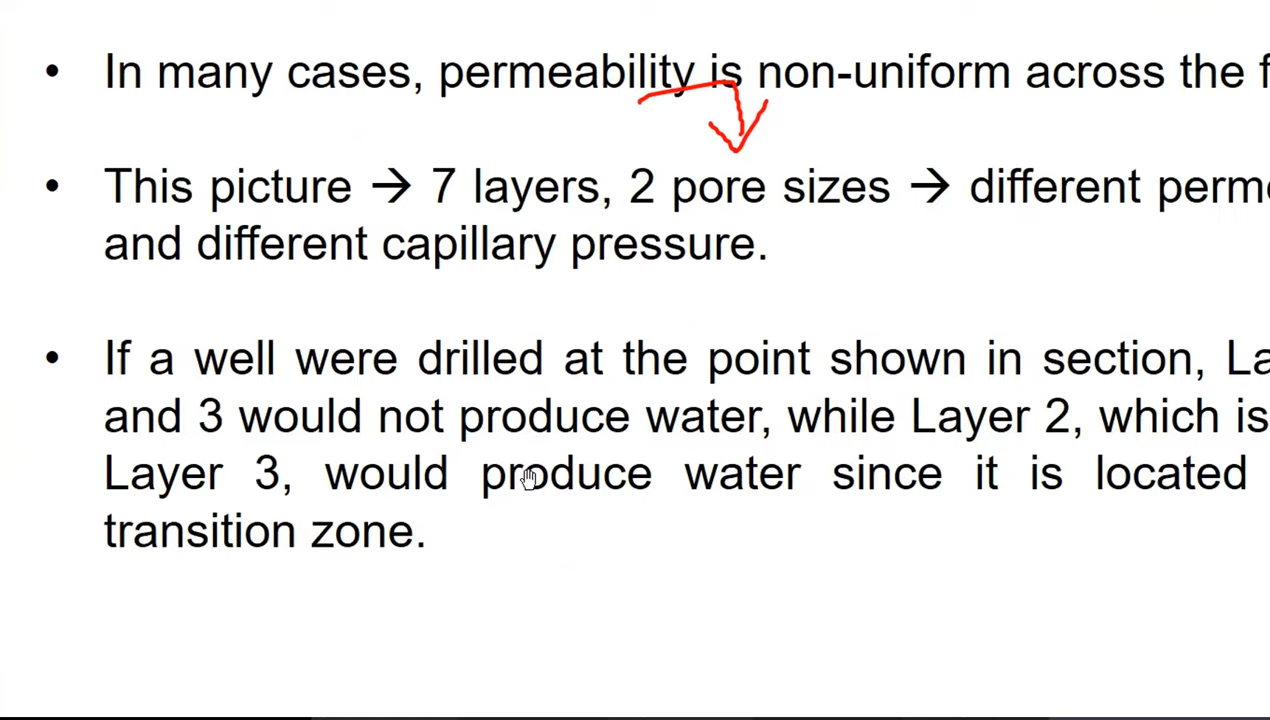 • In many cases, permeability is non-uniform across the
• This picture → 7 layers, 2 pore sizes → different
and different capillary pressure.
• If a well were drilled at the point shown in section,
and 3 would not produce water, while Layer 2, which is
Layer 3, would produce water since it is located
transition zone.